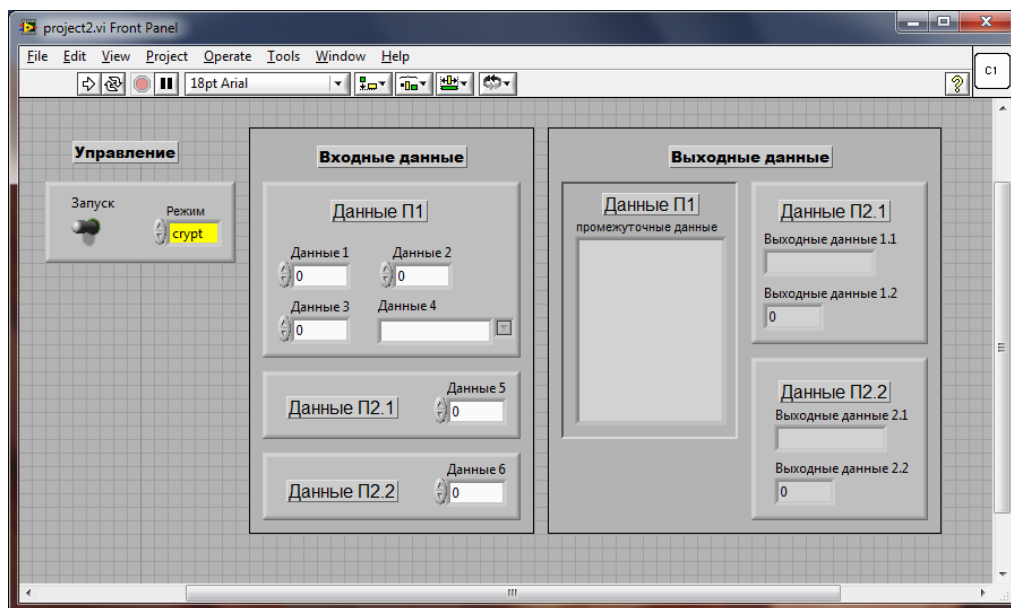 project2.vi Front Panel
File Edit View Project Operate Tools Window Help
18pt Arial
C1
Управление
Запуск
Режим
crypt
Входные данные
Данные П1
Данные 1 Данные 2
0 0
Данные 3 Данные 4
0
Данные 5
Данные П2.1
0
Данные 6
Данные П2.2
0
Выходные данные
Данные П1
промежуточные данные
Данные П2.1
Выходные данные 1.1
Выходные данные 1.2
0
Данные П2.2
Выходные данные 2.1
Выходные данные 2.2
0